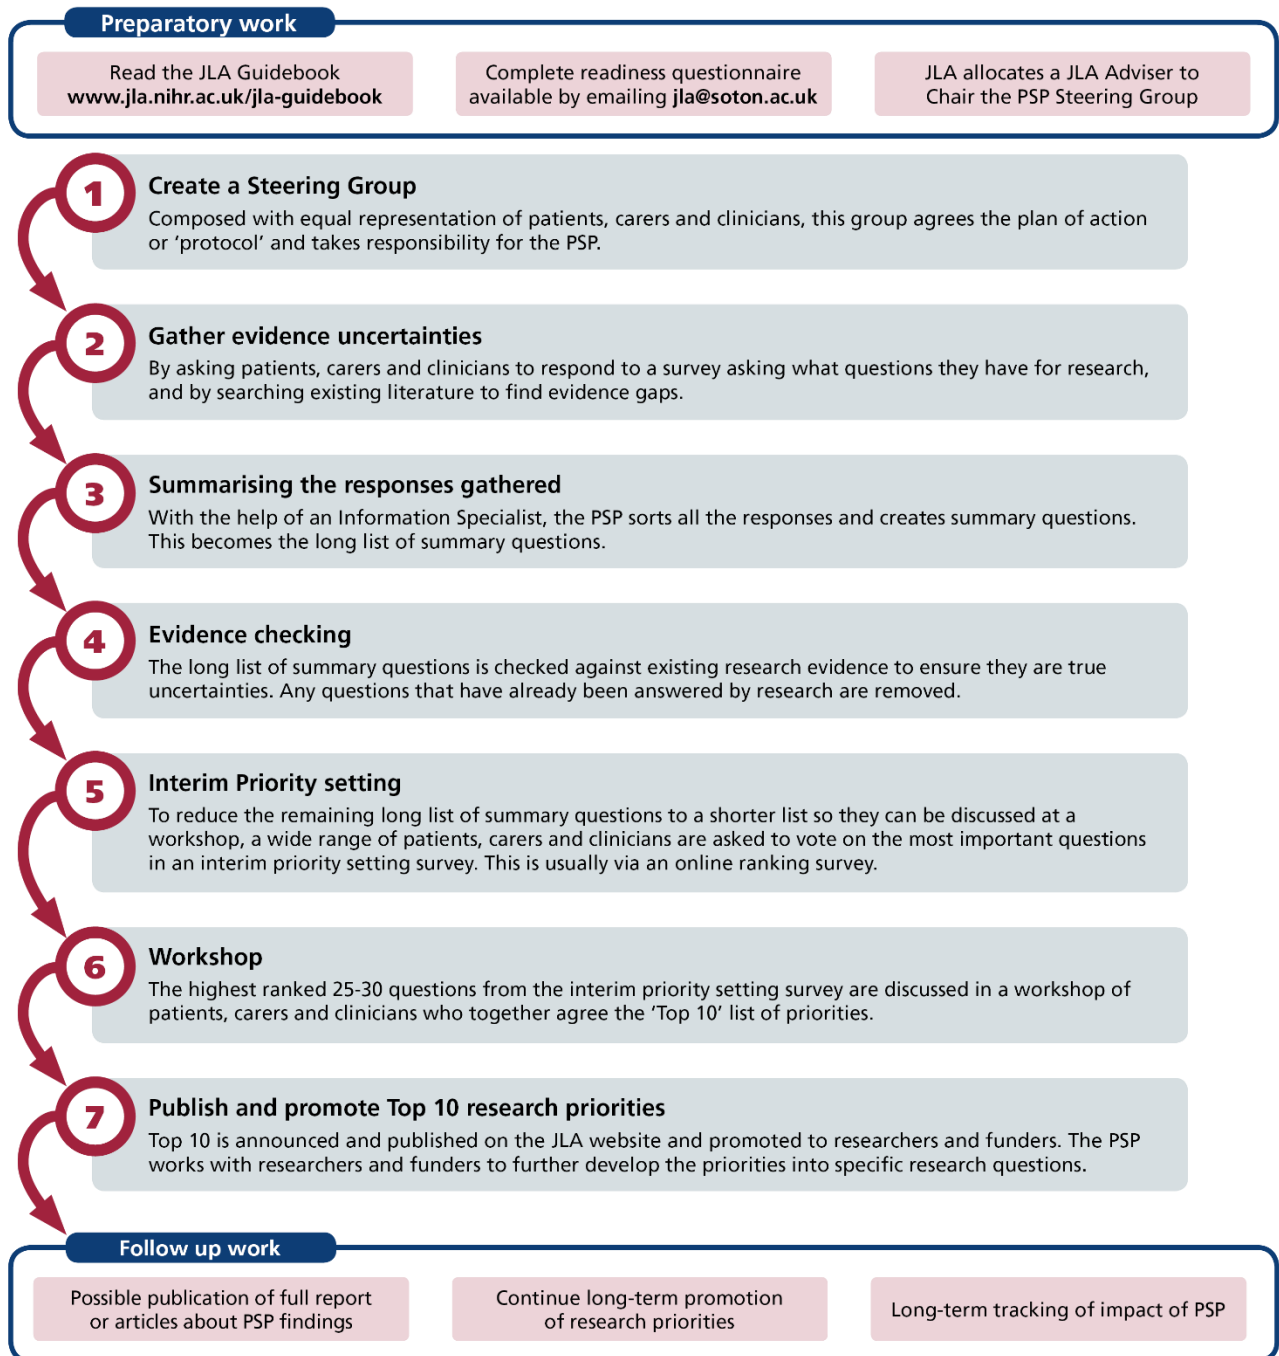 Preparatory work
Read the JLA Guidebook
www.jla.nihr.ac.uk/jla-guidebook
Complete readiness questionnaire
available by emailing jla@soton.ac.uk
JLA allocates a JLA Adviser to
Chair the PSP Steering Group
1
Create a Steering Group
Composed with equal representation of patients, carers and clinicians, this group agrees the plan of action
or ‘protocol’ and takes responsibility for the PSP.
2
Gather evidence uncertainties
By asking patients, carers and clinicians to respond to a survey asking what questions they have for research,
and by searching existing literature to find evidence gaps.
3
Summarising the responses gathered
With the help of an Information Specialist, the PSP sorts all the responses and creates summary questions.
This becomes the long list of summary questions.
4
Evidence checking
The long list of summary questions is checked against existing research evidence to ensure they are true
uncertainties. Any questions that have already been answered by research are removed.
5
Interim Priority setting
To reduce the remaining long list of summary questions to a shorter list so they can be discussed at a
workshop, a wide range of patients, carers and clinicians are asked to vote on the most important questions
in an interim priority setting survey. This is usually via an online ranking survey.
6
Workshop
The highest ranked 25-30 questions from the interim priority setting survey are discussed in a workshop of
patients, carers and clinicians who together agree the ‘Top 10’ list of priorities.
7
Publish and promote Top 10 research priorities
Top 10 is announced and published on the JLA website and promoted to researchers and funders. The PSP
works with researchers and funders to further develop the priorities into specific research questions.
Follow up work
Possible publication of full report
or articles about PSP findings
Continue long-term promotion
of research priorities
Long-term tracking of impact of PSP